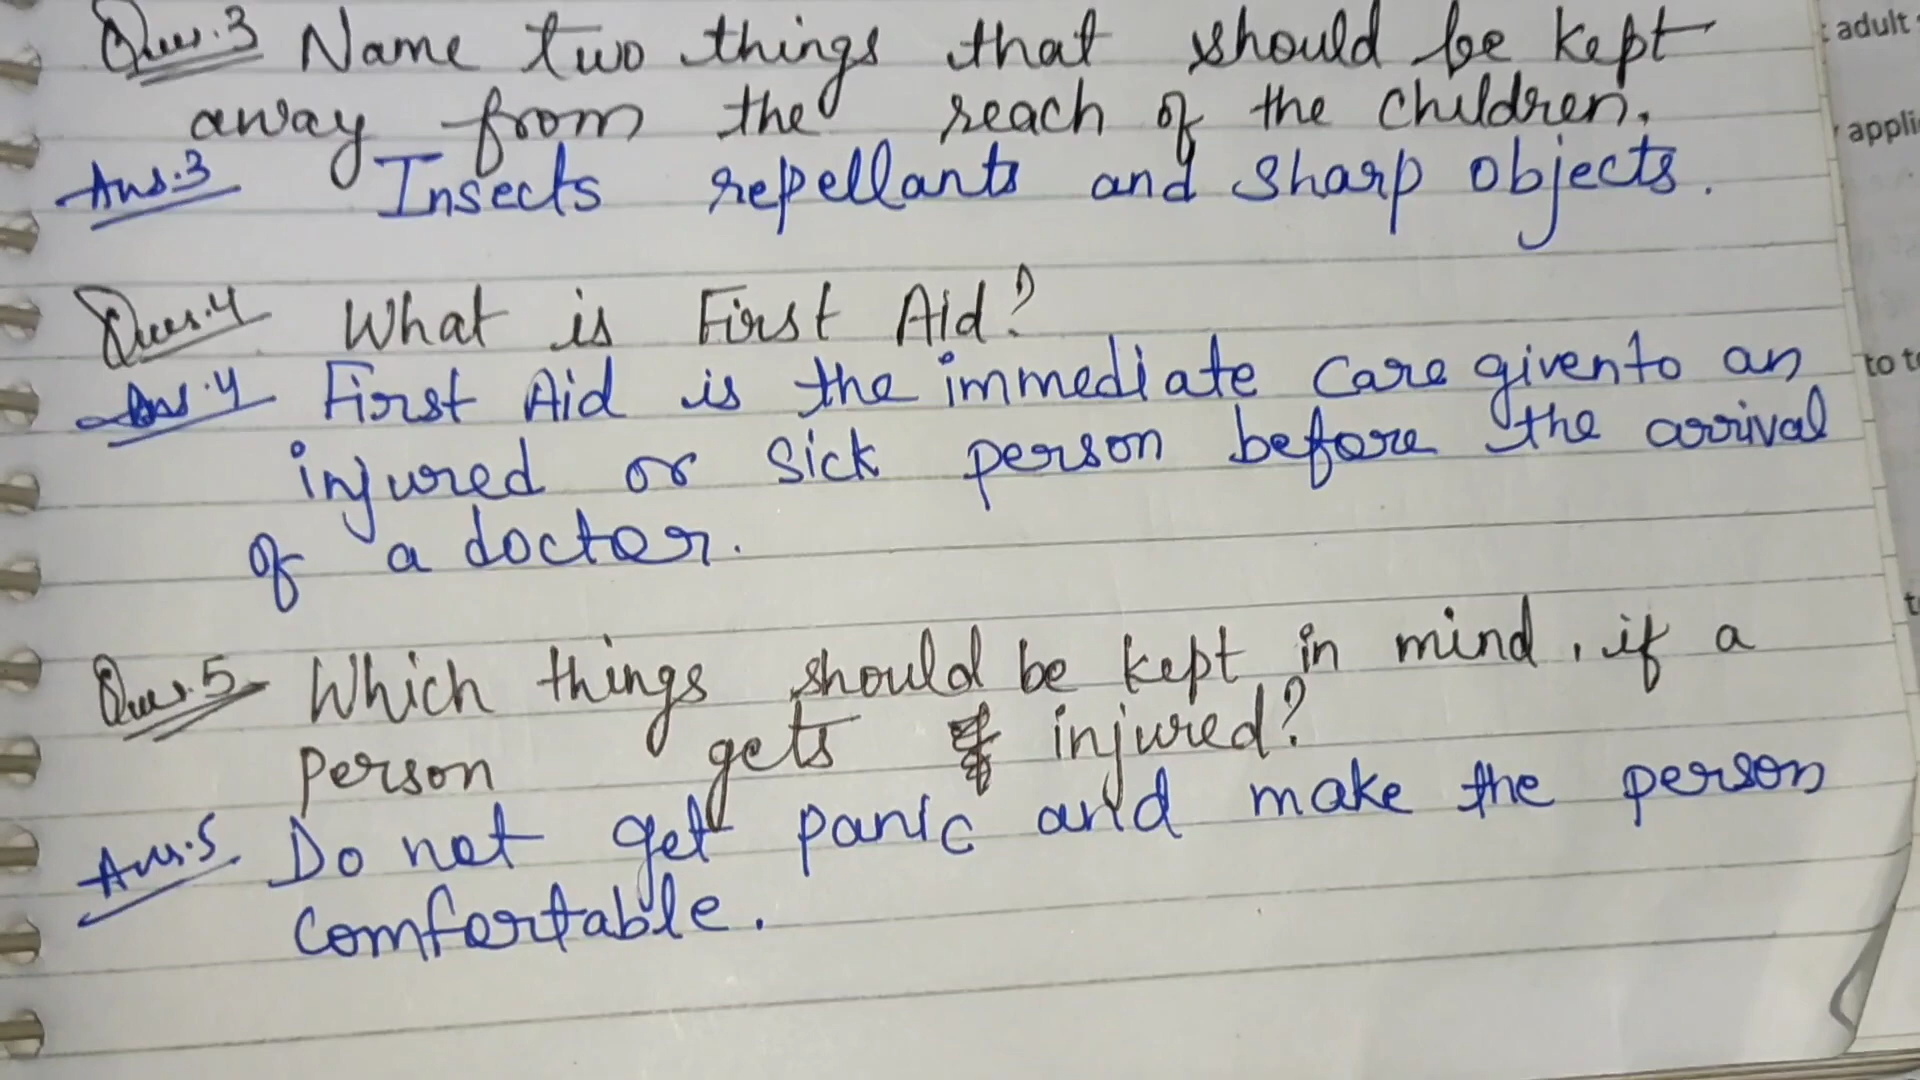 Ques.3 Name two things that should be kept
away from the reach of the children.
Ans.3 Insects repellants and sharp objects.
Ques.4 What is First Aid?
Ans.4 First Aid is the immediate care given to an
injured or sick person before the arrival
of a doctor.
Ques.5 Which things should be kept in mind, if a
person gets injured?
Ans.5 Do not get panic and make the person
comfortable.
adult
appli
to to